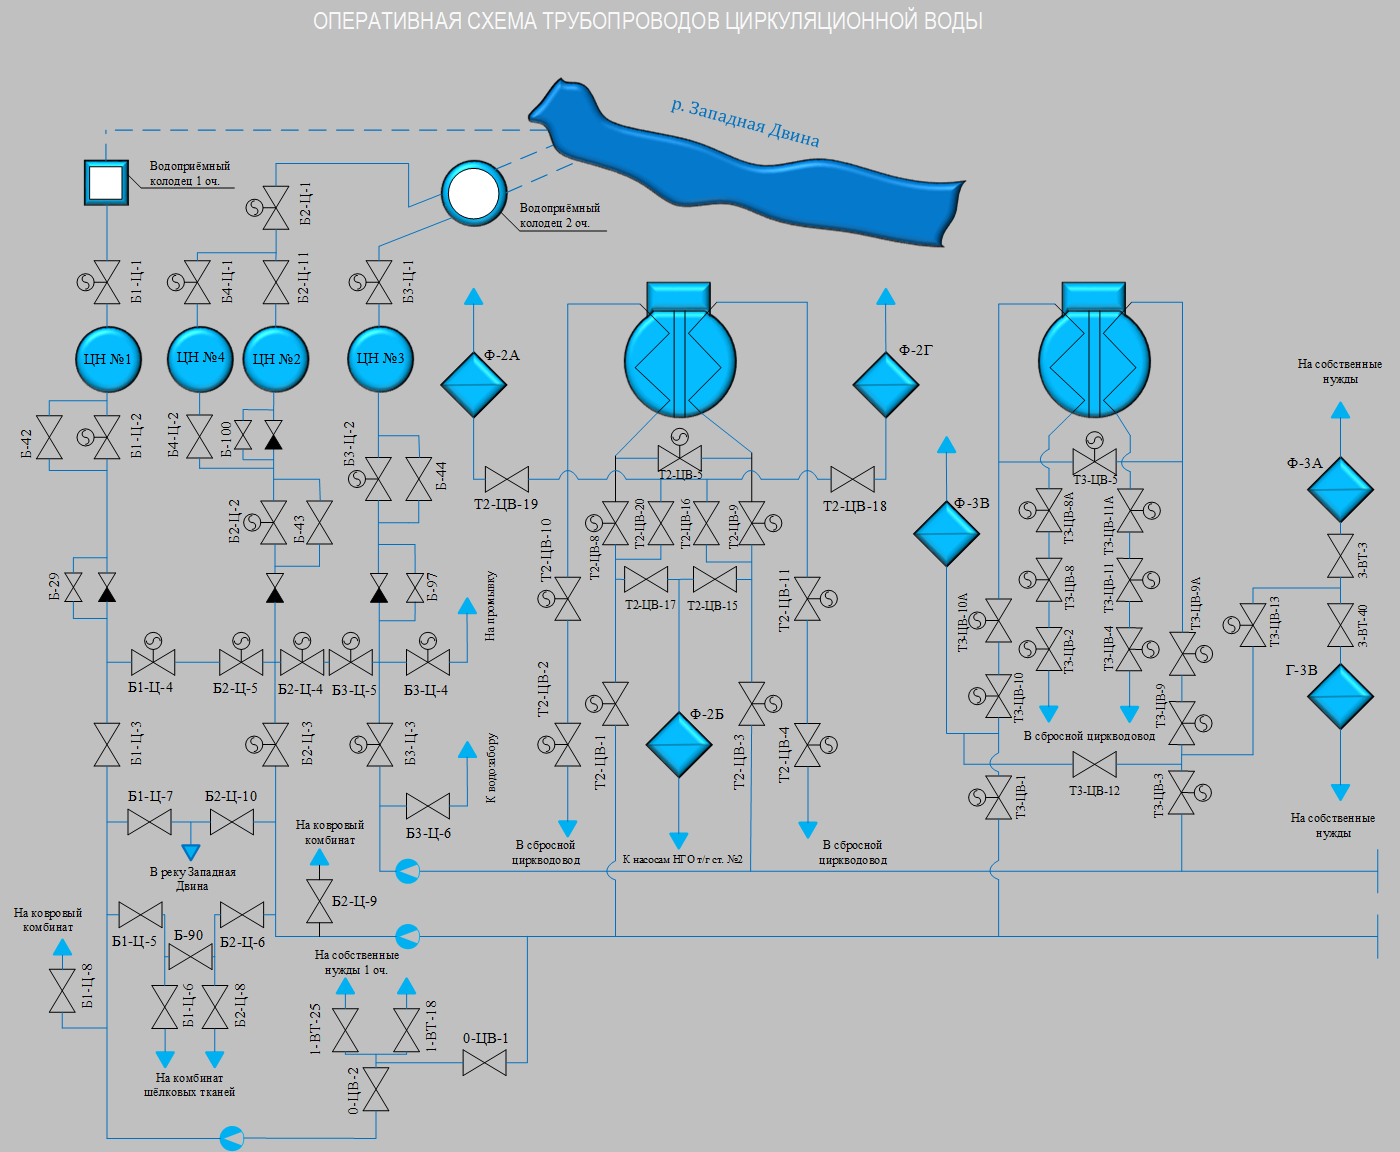 ОПЕРАТИВНАЯ СХЕМА ТРУБОПРОВОДОВ ЦИРКУЛЯЦИОННОЙ ВОДЫ
р. Западная Двина
Водоприёмный
колодец 1 оч.
Б2-Ц-1
Водоприёмный
колодец 2 оч.
Б1-Ц-1
Б4-Ц-1
Б2-Ц-11
Б3-Ц-1
ЦН №1
ЦН №4
ЦН №2
ЦН №3
Ф-2А
Ф-2Г
На собственные
нужды
Б-42
Б1-Ц-2
Б4-Ц-2
Б-100
Б3-Ц-2
Б-44
Т2-ЦВ-5
Т3-ЦВ-5
Ф-3А
Т2-ЦВ-19
Т2-ЦВ-18
Ф-3В
Б2-Ц-2
Б-43
Т2-ЦВ-10
Т2-ЦВ-8
Т2-ЦВ-20
Т2-ЦВ-16
Т2-ЦВ-9
Т3-ЦВ-8А
Т3-ЦВ-11А
3-ВТ-3
Б-29
Б-97
На промывку
Т2-ЦВ-17
Т2-ЦВ-15
Т2-ЦВ-11
Т3-ЦВ-10А
Т3-ЦВ-8
Т3-ЦВ-11
Т3-ЦВ-9А
Т3-ЦВ-13
3-ВТ-40
Б1-Ц-4
Б2-Ц-5
Б2-Ц-4
Б3-Ц-5
Б3-Ц-4
Т2-ЦВ-2
Т3-ЦВ-2
Т3-ЦВ-4
Г-3В
Т3-ЦВ-10
Т3-ЦВ-9
Б1-Ц-3
Б2-Ц-3
Б3-Ц-3
К водозабору
Т2-ЦВ-1
Ф-2Б
Т2-ЦВ-3
Т2-ЦВ-4
В сбросной циркводовод
Т3-ЦВ-1
Т3-ЦВ-12
Т3-ЦВ-3
Б1-Ц-7
Б2-Ц-10
На ковровый
комбинат
Б3-Ц-6
На собственные
нужды
В сбросной
циркводовод
К насосам НГО т/г ст. №2
В сбросной
циркводовод
В реку Западная
Двина
Б2-Ц-9
На ковровый
комбинат
Б1-Ц-5
Б-90
Б2-Ц-6
На собственные
нужды 1 оч.
Б1-Ц-8
Б1-Ц-6
Б2-Ц-8
1-ВТ-25
1-ВТ-18
0-ЦВ-1
На комбинат
шёлковых тканей
0-ЦВ-2